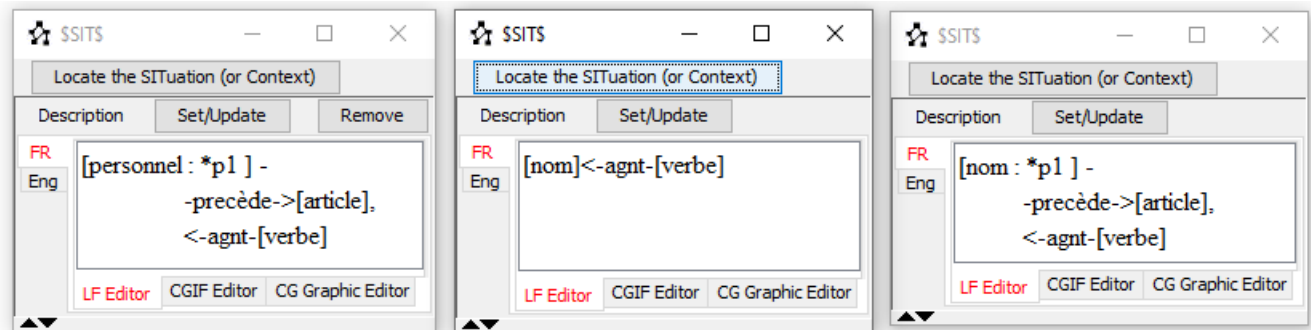 $SIT$
Locate the SITuation (or Context)
Description Set/Update Remove
FR
Eng
[personnel : *p1 ] -
-precède->[article],
<-agnt-[verbe]
LF Editor CGIF Editor CG Graphic Editor
$SIT$
Locate the SITuation (or Context)
Description Set/Update
FR
Eng
[nom]<-agnt-[verbe]
LF Editor CGIF Editor CG Graphic Editor
$SIT$
Locate the SITuation (or Context)
Description Set/Update
FR
Eng
[nom : *p1 ] -
-precède->[article],
<-agnt-[verbe]
LF Editor CGIF Editor CG Graphic Editor